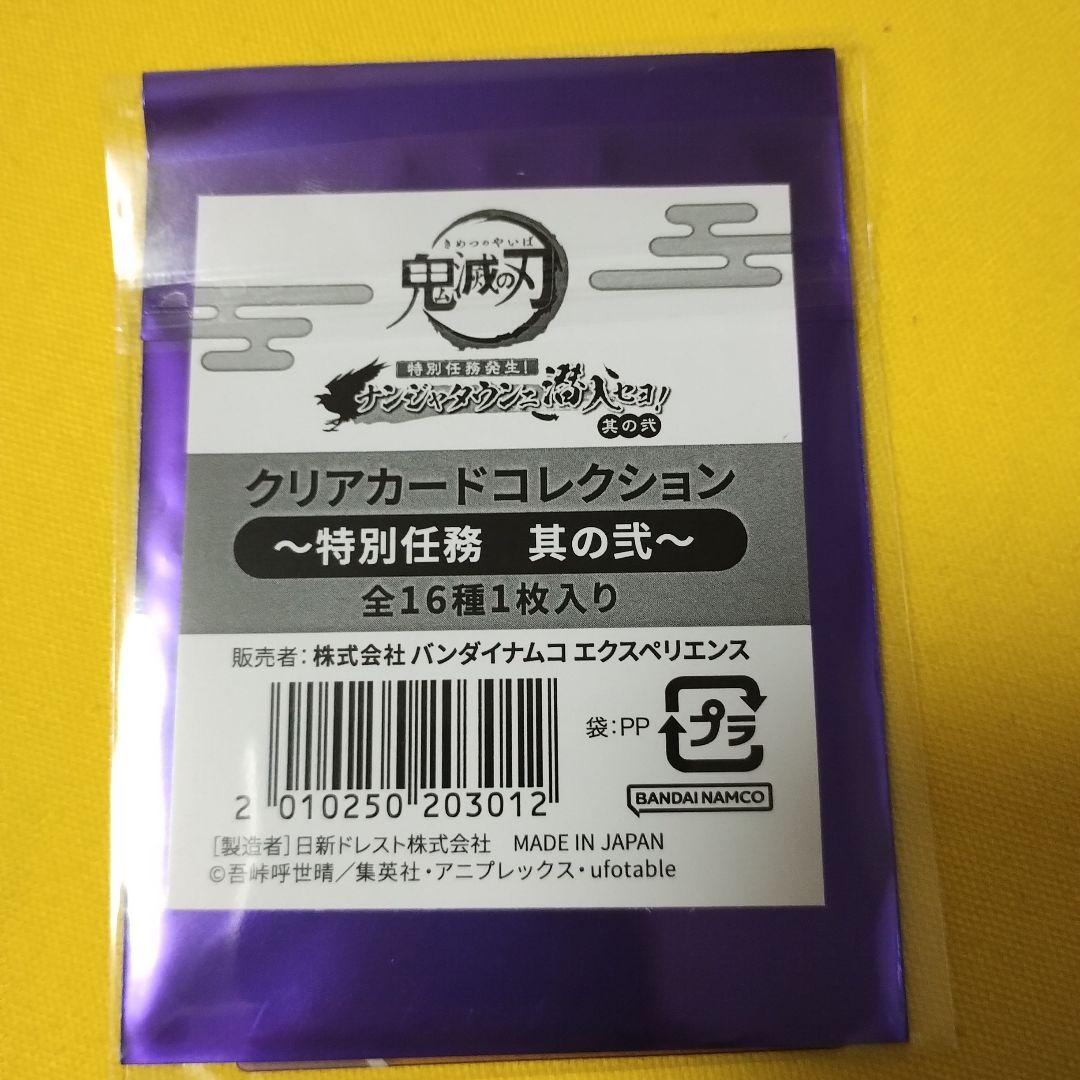 きめつのやいば
鬼滅の刃
特別任務発生!
ナンジャタウンニ潜入セヨ!
其の弐
クリアカードコレクション
～特別任務 其の弐～
全16種1枚入り
販売者:株式会社 バンダイナムコ エクスペリエンス
袋:PP プラ
2 010250 203012
BANDAI NAMCO
[製造者]日新ドレスト株式会社 MADE IN JAPAN
©吾峠呼世晴/集英社・アニプレックス・ufotable